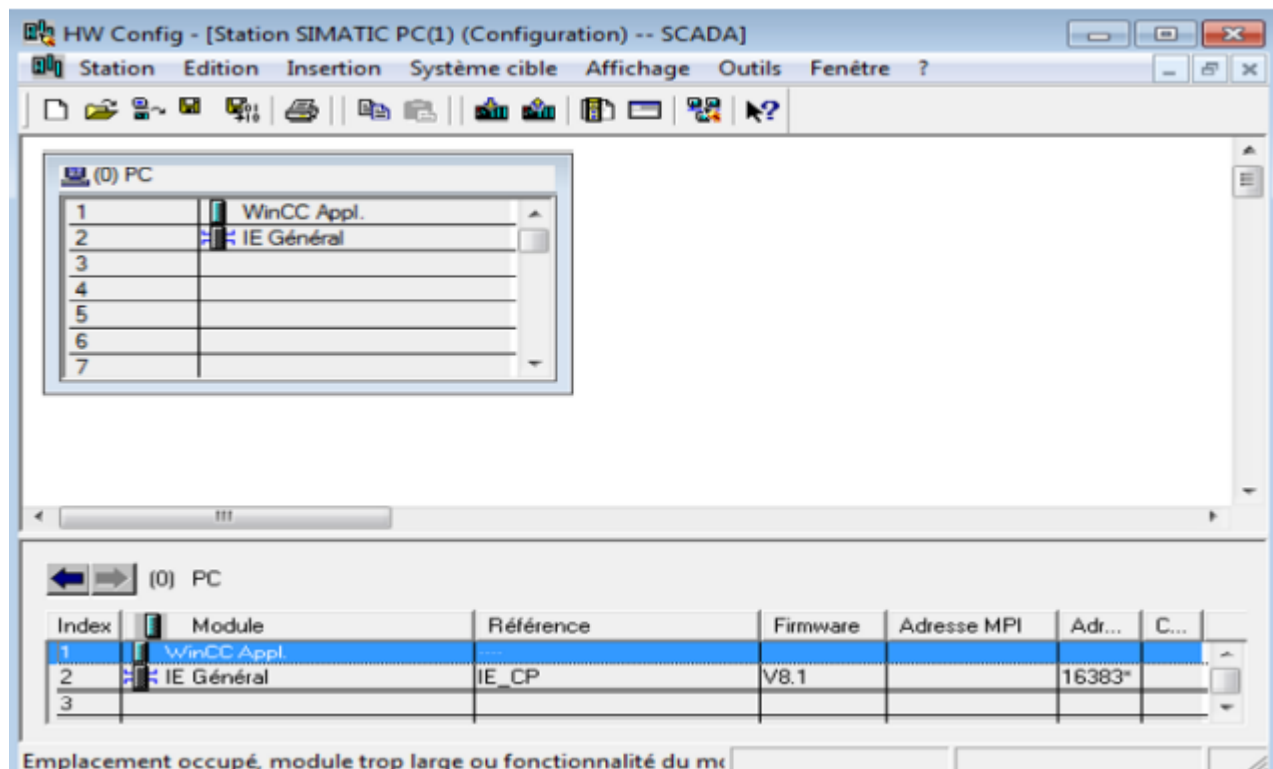 HW Config - [Station SIMATIC PC(1) (Configuration) -- SCADA]
Station Edition Insertion Système cible Affichage Outils Fenêtre ?
(0) PC
1 WinCC Appl.
2 IE Général
3
4
5
6
7
(0) PC
Index Module Référence Firmware Adresse MPI Adr... C...
1 WinCC Appl. ----
2 IE Général IE_CP V8.1 16383*
3
Emplacement occupé, module trop large ou fonctionnalité du